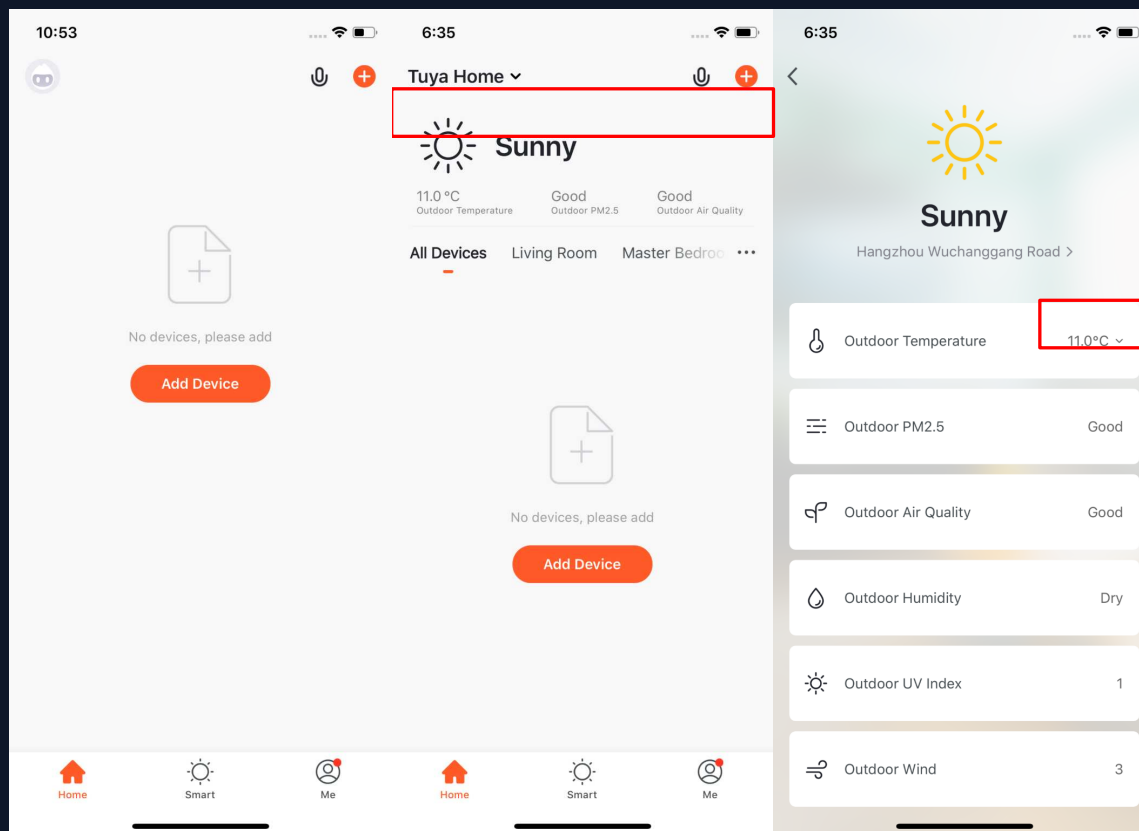 10:53
No devices, please add
Add Device
Home
Smart
Me
6:35
Tuya Home
Sunny
11.0 °C
Outdoor Temperature
Good
Outdoor PM2.5
Good
Outdoor Air Quality
All Devices
Living Room
Master Bedroo
No devices, please add
Add Device
Home
Smart
Me
6:35
Sunny
Hangzhou Wuchanggang Road >
Outdoor Temperature
11.0°C
Outdoor PM2.5
Good
Outdoor Air Quality
Good
Outdoor Humidity
Dry
Outdoor UV Index
1
Outdoor Wind
3